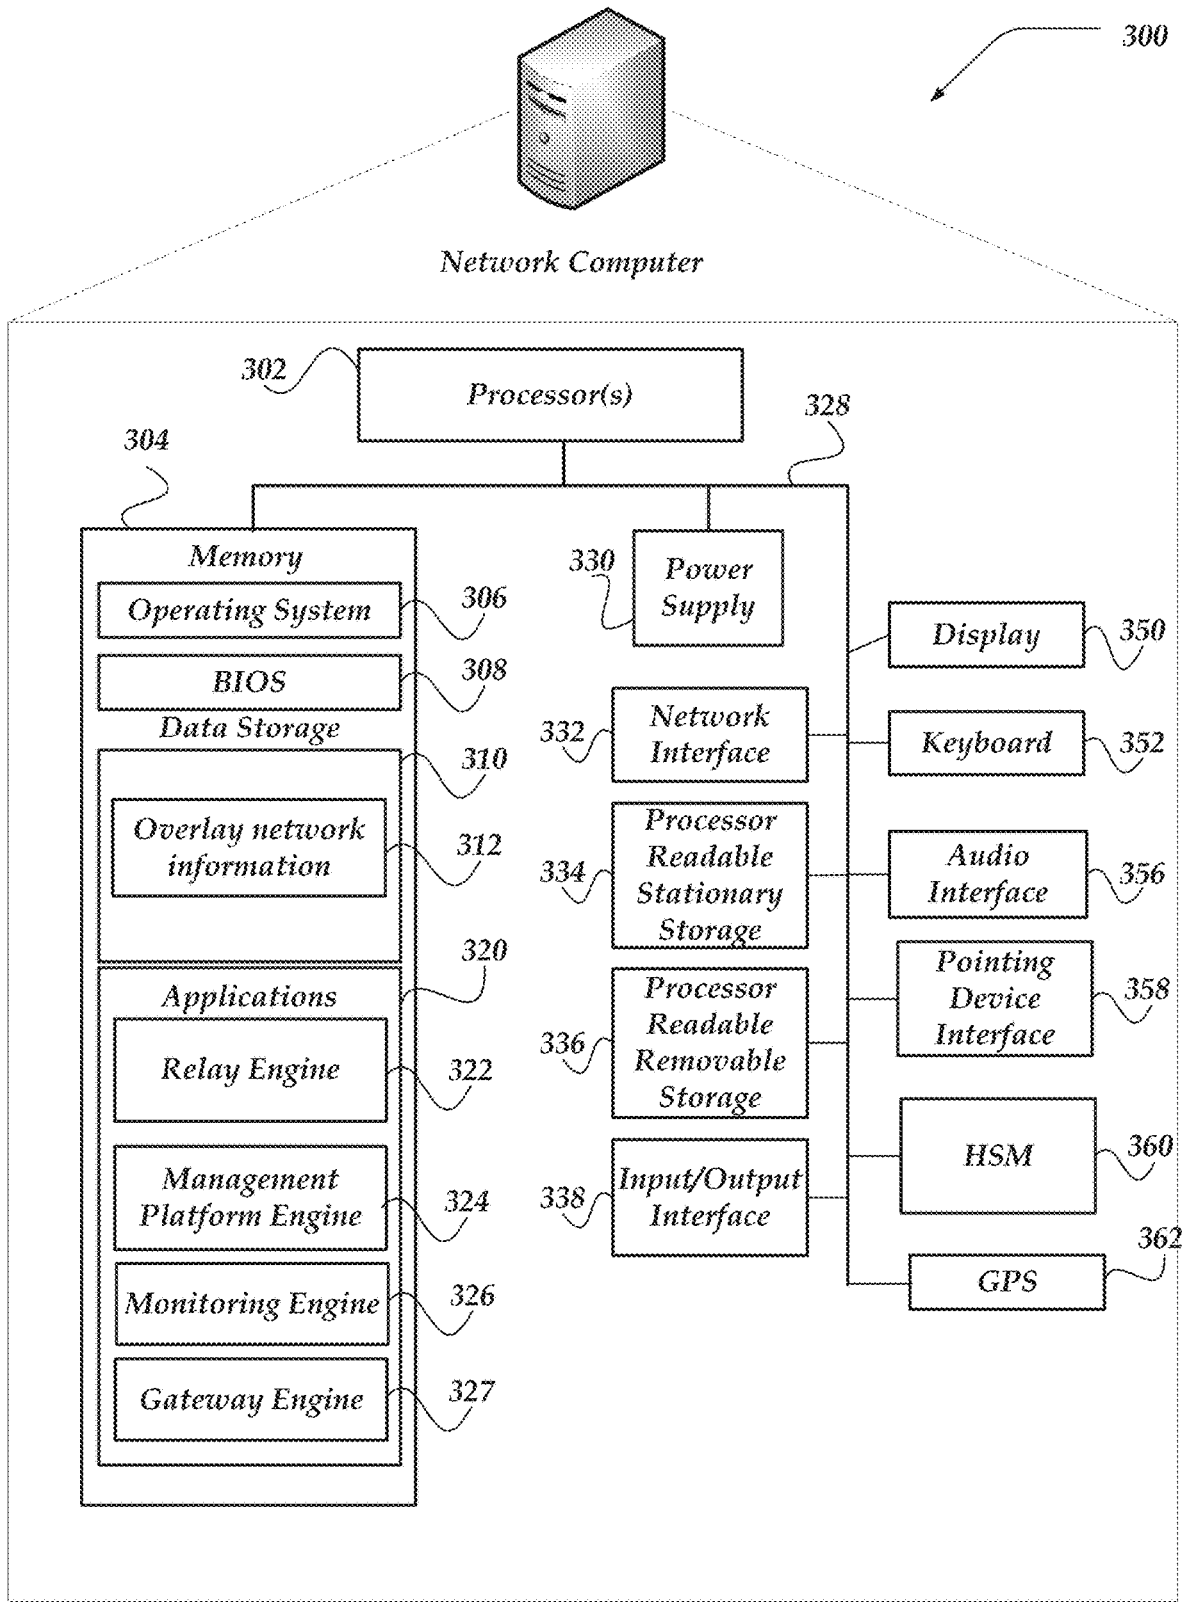 300
Network Computer
302
Processor(s)
328
304
Memory
Operating System
306
BIOS
308
Data Storage
310
Overlay network
information
312
320
Applications
Relay Engine
322
Management
Platform Engine
324
Monitoring Engine
326
Gateway Engine
327
330
Power
Supply
332
Network
Interface
334
Processor
Readable
Stationary
Storage
336
Processor
Readable
Removable
Storage
338
Input/Output
Interface
Display
350
Keyboard
352
Audio
Interface
356
Pointing
Device
Interface
358
HSM
360
GPS
362